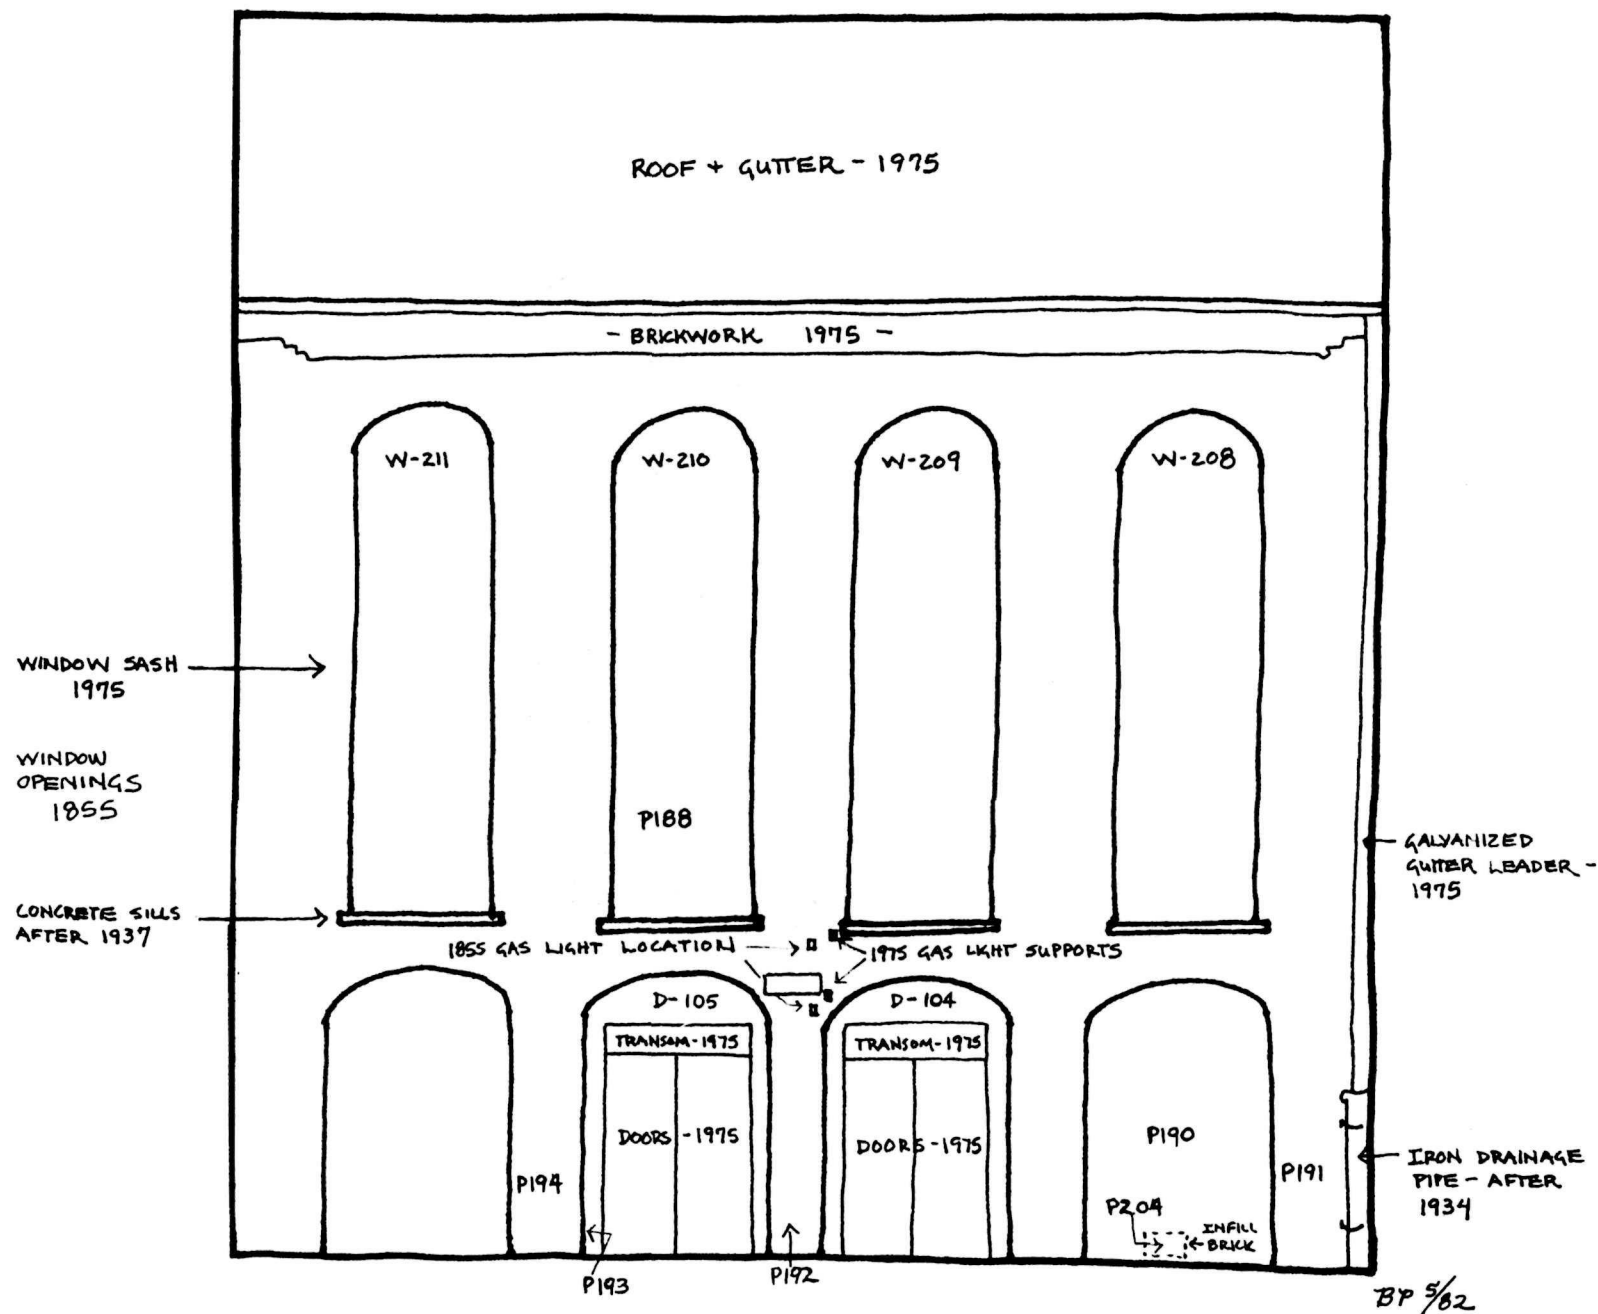 ROOF + GUTTER - 1975
- BRICKWORK 1975 -
W-211
W-210
W-209
W-208
WINDOW SASH
1975
WINDOW
OPENINGS
1855
P188
GALVANIZED
GUTTER LEADER -
1975
CONCRETE SILLS
AFTER 1937
1855 GAS LIGHT LOCATION
1975 GAS LIGHT SUPPORTS
D-105
D-104
TRANSOM-1975
TRANSOM-1975
DOORS-1975
DOORS-1975
P190
P194
P191
IRON DRAINAGE
PIPE - AFTER
1934
P204
INFILL
BRICK
P193
P192
BP 5/82